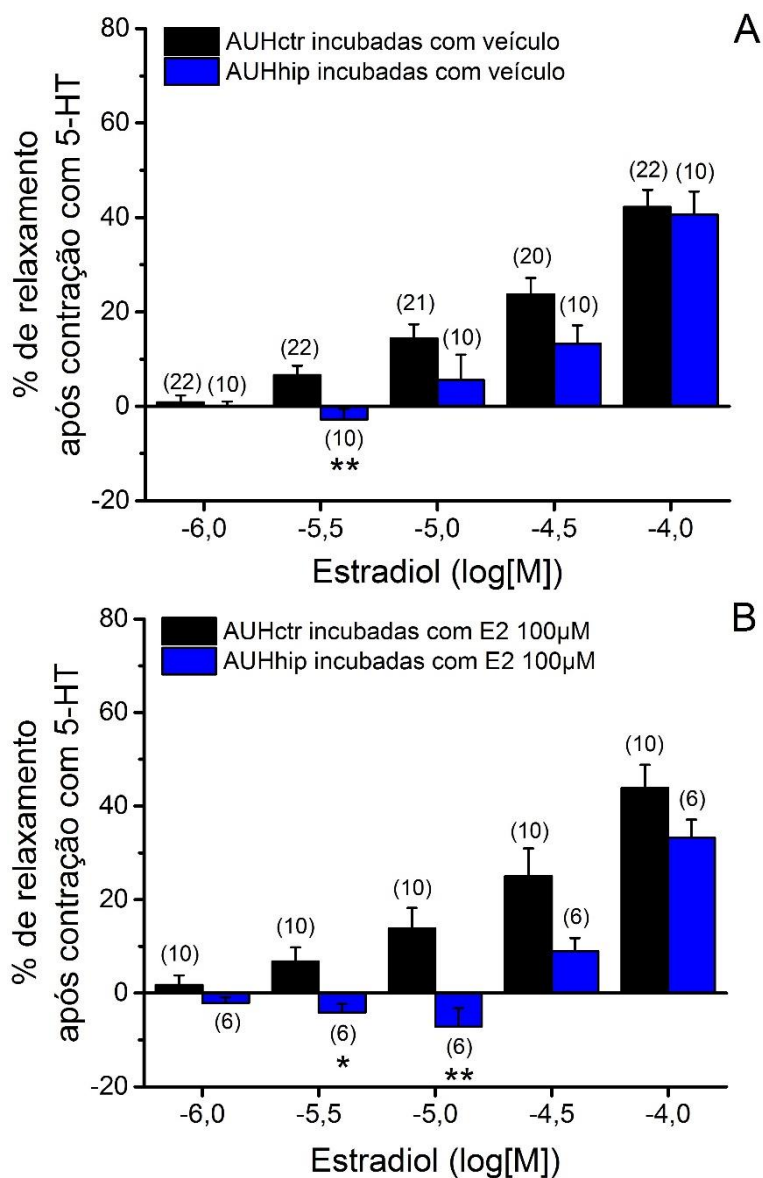 A
AUHctr incubadas com veículo
AUHhip incubadas com veículo
% de relaxamento
após contração com 5-HT
80
60
40
20
0
-20
(22) (10)
(22)
(10)
**
(21)
(10)
(20)
(10)
(22)
(10)
-6,0 -5,5 -5,0 -4,5 -4,0
Estradiol (log[M])
B
AUHctr incubadas com E2 100µM
AUHhip incubadas com E2 100µM
% de relaxamento
após contração com 5-HT
80
60
40
20
0
-20
(10)
(6)
(10)
(6)
*
(10)
(6)
**
(10)
(6)
(10)
(6)
-6,0 -5,5 -5,0 -4,5 -4,0
Estradiol (log[M])